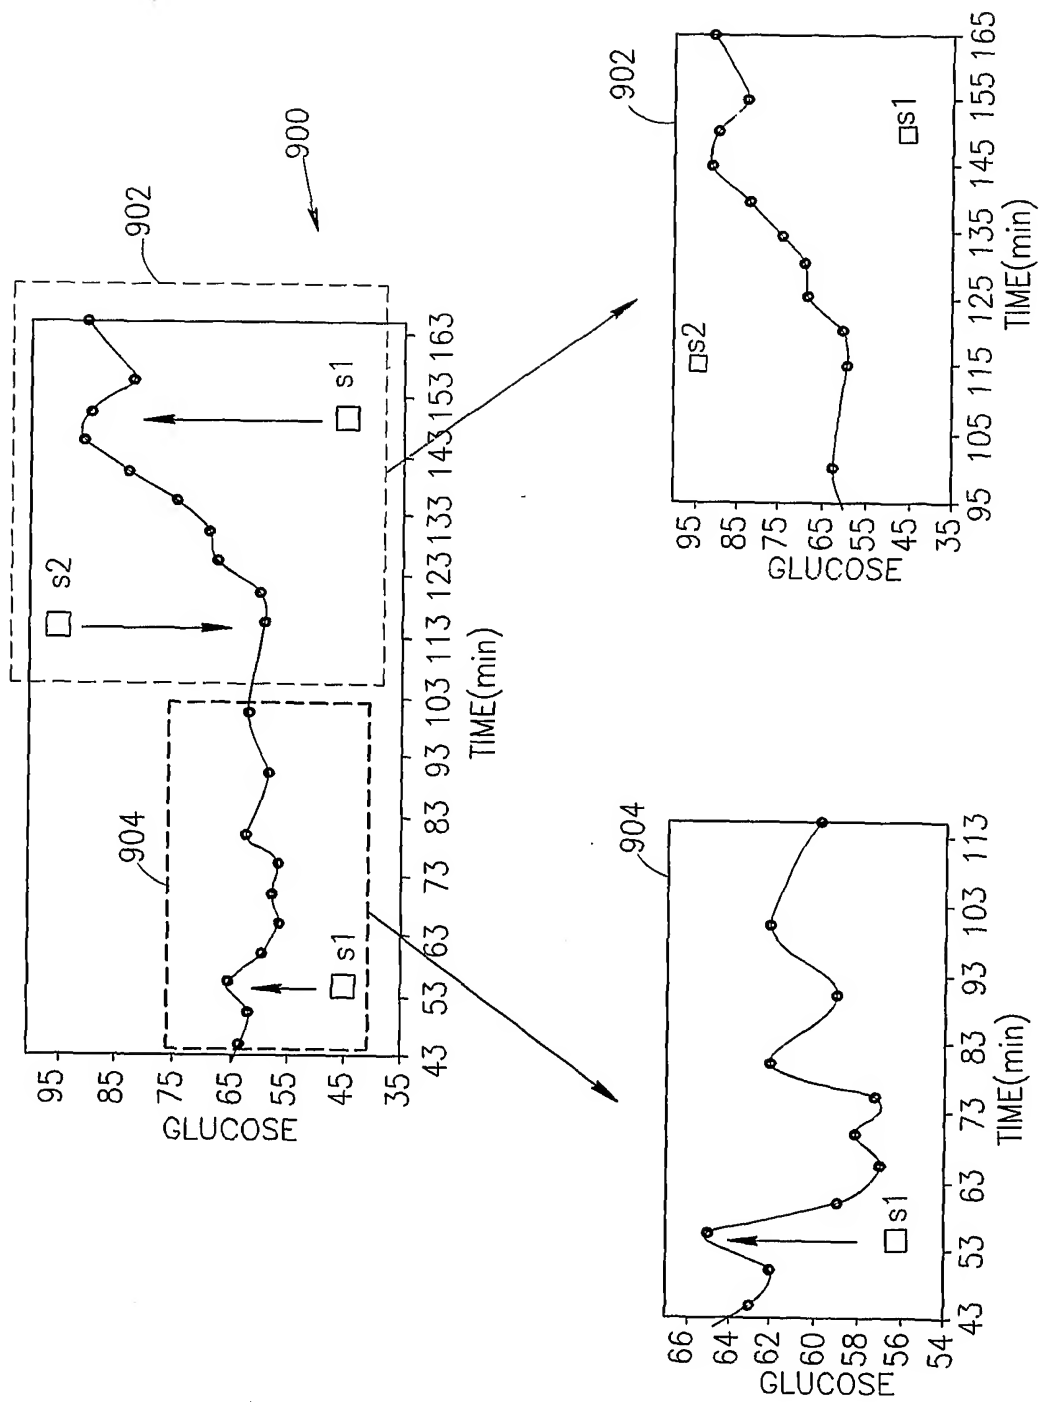 900
902
904
GLUCOSE
95
85
75
65
55
45
35
s2
s1
s1
43 53 63 73 83 93 103 113 123 133 143 153 163
TIME(min)
904
GLUCOSE
66
64
62
60
58
56
54
s1
43 53 63 73 83 93 103 113
TIME(min)
902
GLUCOSE
95
85
75
65
55
45
35
s2
s1
95 105 115 125 135 145 155 165
TIME(min)